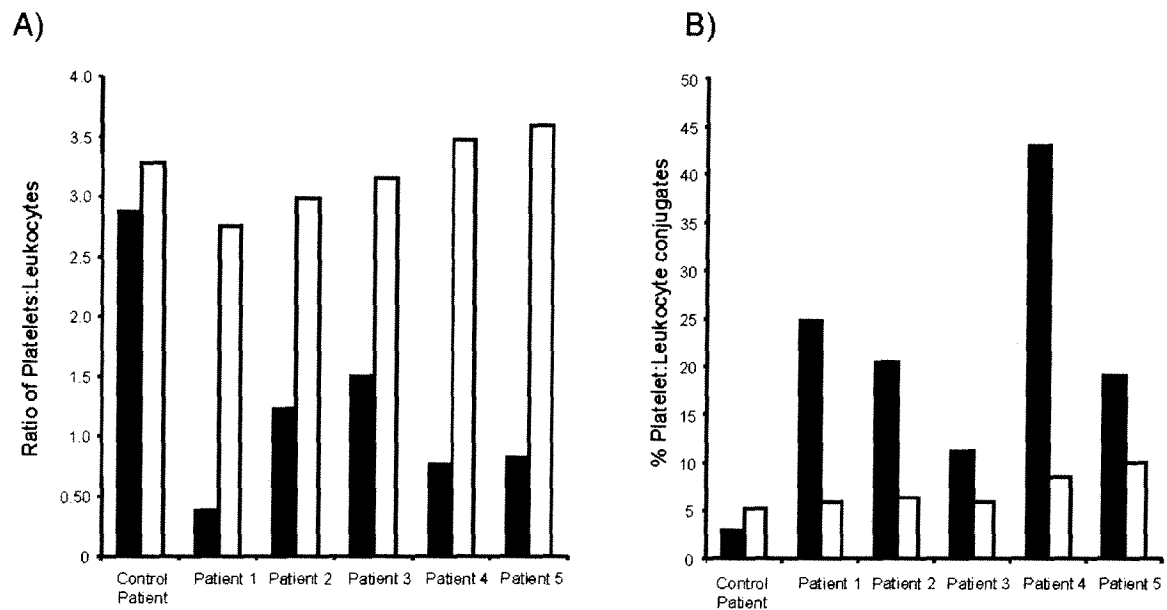 A)
Ratio of Platelets:Leukocytes
4.0
3.5
3.0
2.5
2.0
1.5
1.0
0.50
0
Control Patient
Patient 1
Patient 2
Patient 3
Patient 4
Patient 5
B)
% Platelet:Leukocyte conjugates
50
45
40
35
30
25
20
15
10
5
0
Control Patient
Patient 1
Patient 2
Patient 3
Patient 4
Patient 5